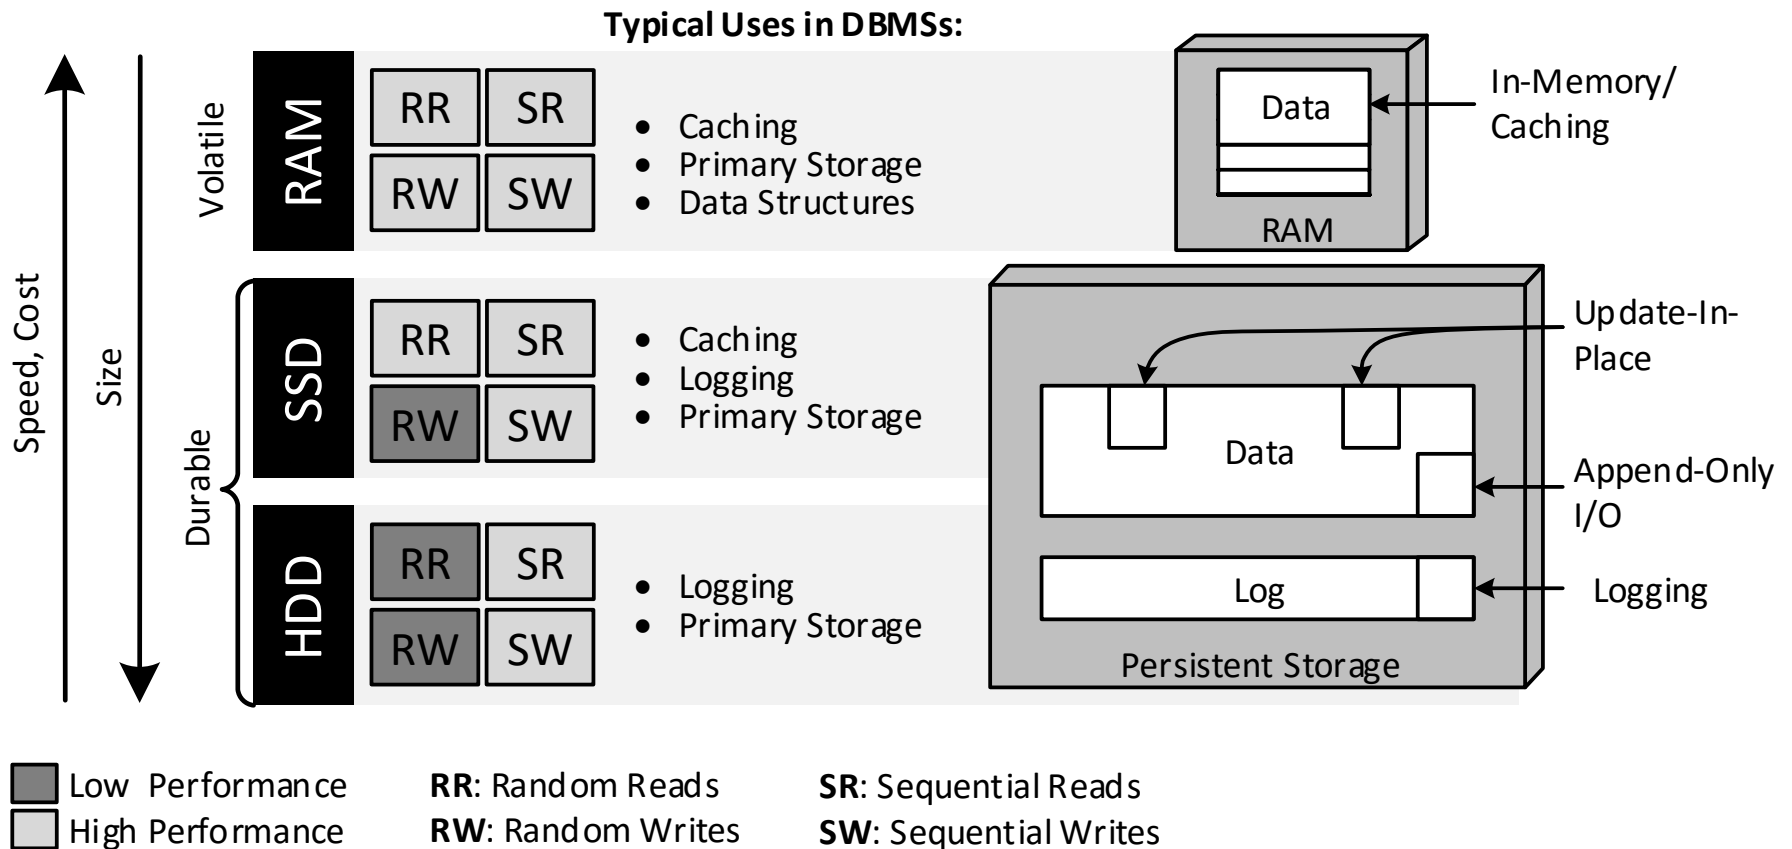 Typical Uses in DBMSs:
Speed, Cost
Size
Volatile
RAM
RR
SR
RW
SW
• Caching
• Primary Storage
• Data Structures
Data
RAM
In-Memory/
Caching
Durable
SSD
RR
SR
RW
SW
• Caching
• Logging
• Primary Storage
HDD
RR
SR
RW
SW
• Logging
• Primary Storage
Data
Log
Persistent Storage
Update-In-
Place
Append-Only
I/O
Logging
Low Performance
High Performance
RR: Random Reads
RW: Random Writes
SR: Sequential Reads
SW: Sequential Writes